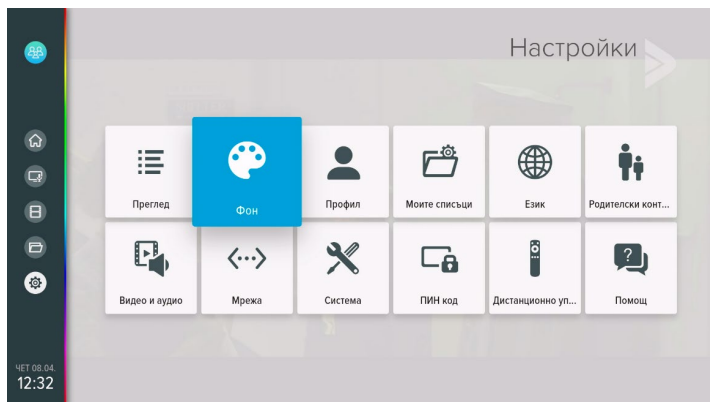 Настройки
Преглед
Фон
Профил
Моите списъци
Език
Родителски конт...
Видео и аудио
Мрежа
Система
ПИН код
Дистанционно уп...
Помощ
ЧЕТ 08.04.
12:32